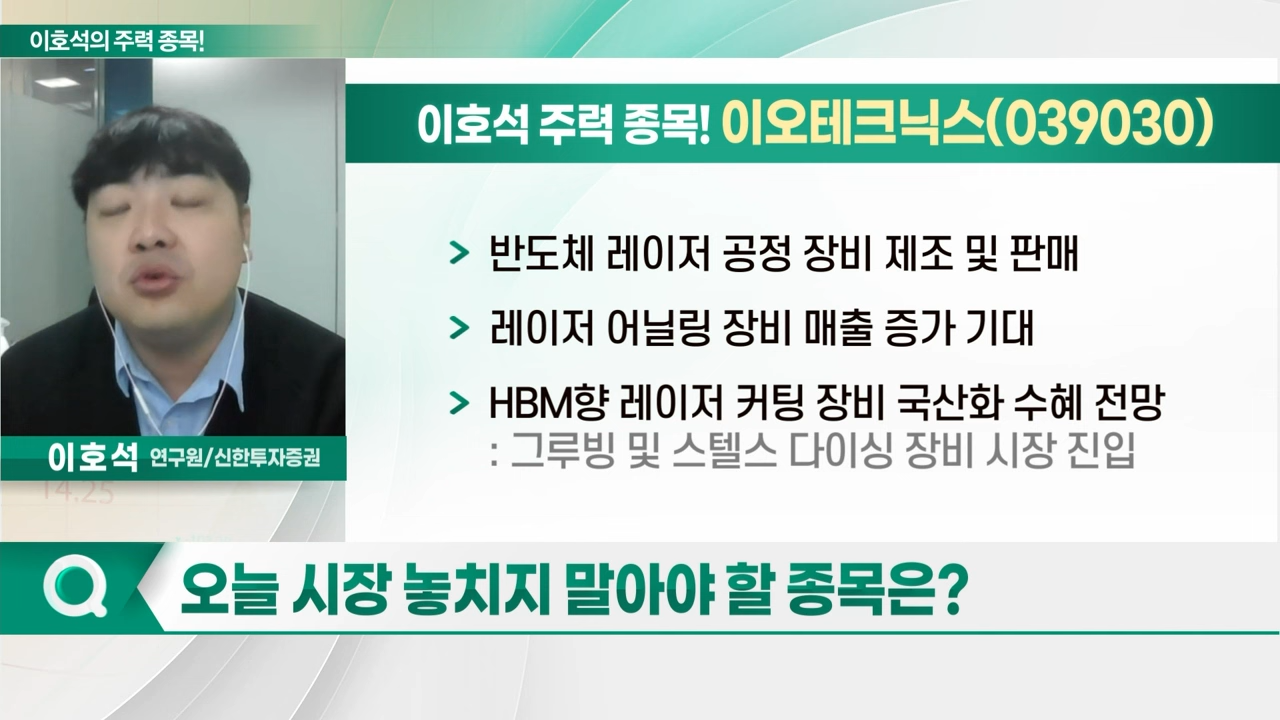 이호석의 주력 종목!
이호석 주력 종목! 이오테크닉스(039030)
> 반도체 레이저 공정 장비 제조 및 판매
> 레이저 어닐링 장비 매출 증가 기대
> HBM향 레이저 커팅 장비 국산화 수혜 전망
: 그루빙 및 스텔스 다이싱 장비 시장 진입
이호석 연구원/신한투자증권
14.25
Q 오늘 시장 놓치지 말아야 할 종목은?